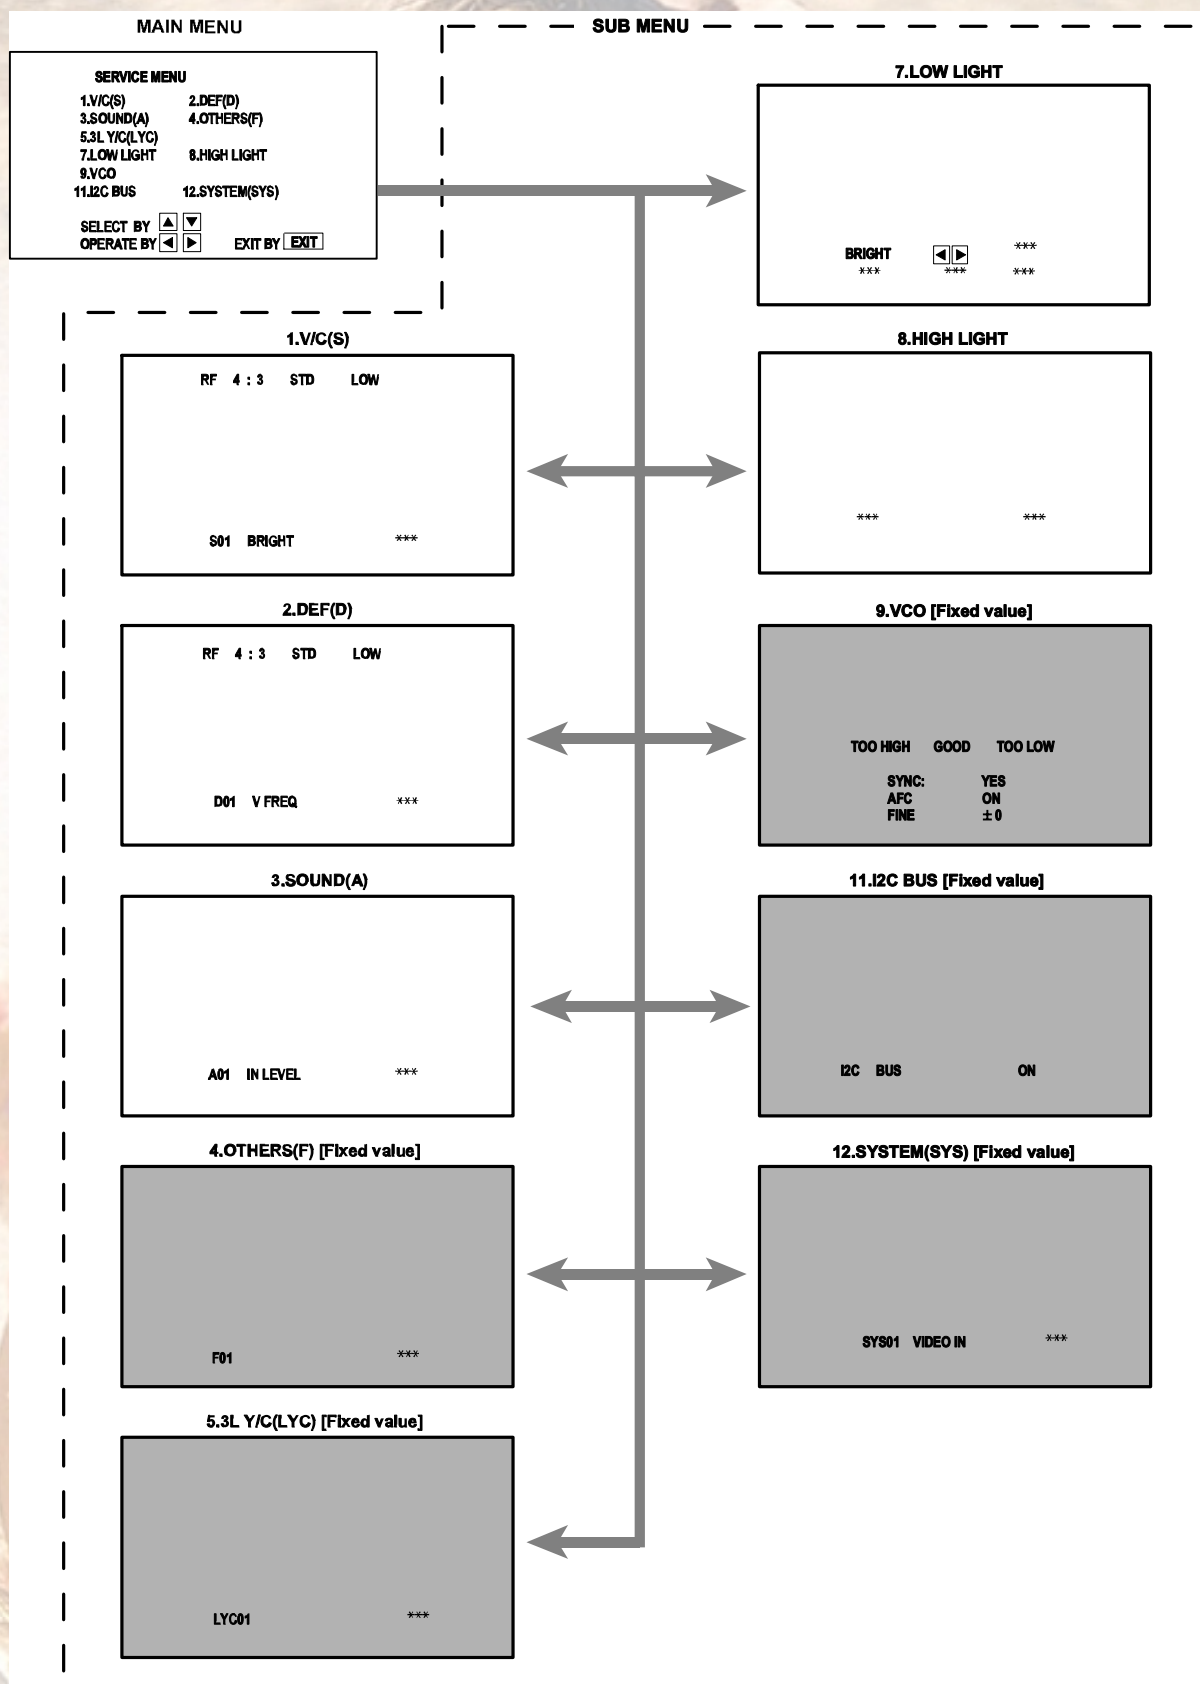 MAIN MENU
SUB MENU
SERVICE MENU
1.V/C(S) 2.DEF(D)
3.SOUND(A) 4.OTHERS(F)
5.3L Y/C(LYC)
7.LOW LIGHT 8.HIGH LIGHT
9.VCO
11.I2C BUS 12.SYSTEM(SYS)
SELECT BY ▲ ▼
OPERATE BY ◀ ▶ EXIT BY EXIT
7.LOW LIGHT
BRIGHT ◀ ▶ ***
*** *** ***
1.V/C(S)
RF 4 : 3 STD LOW
S01 BRIGHT ***
8.HIGH LIGHT
*** ***
2.DEF(D)
RF 4 : 3 STD LOW
D01 V FREQ ***
9.VCO [Fixed value]
TOO HIGH GOOD TOO LOW
SYNC: YES
AFC ON
FINE ± 0
3.SOUND(A)
A01 IN LEVEL ***
11.I2C BUS [Fixed value]
I2C BUS ON
4.OTHERS(F) [Fixed value]
F01 ***
12.SYSTEM(SYS) [Fixed value]
SYS01 VIDEO IN ***
5.3L Y/C(LYC) [Fixed value]
LYC01 ***